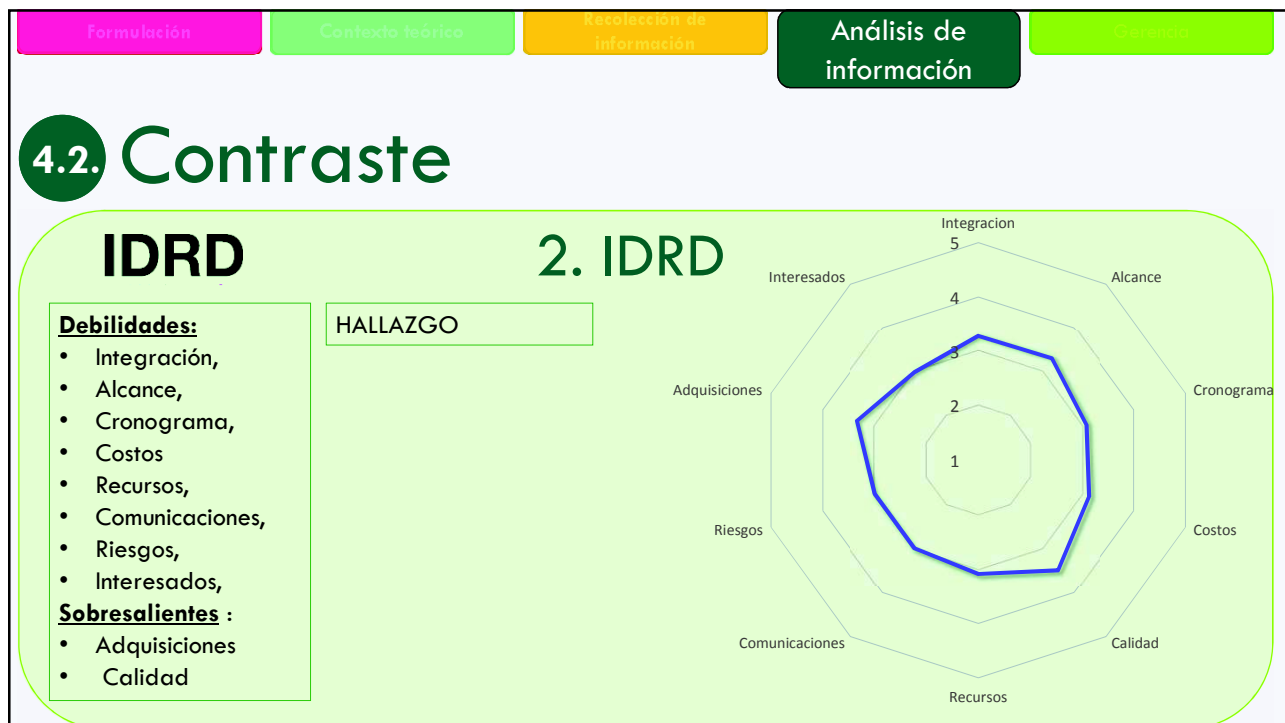 Formulación
Contexto teórico
Recolección de
información
Análisis de
información
Gerencia
4.2. Contraste
IDRD
2. IDRD
Debilidades:
• Integración,
• Alcance,
• Cronograma,
• Costos
• Recursos,
• Comunicaciones,
• Riesgos,
• Interesados,
Sobresalientes :
• Adquisiciones
• Calidad
HALLAZGO
Integracion
Alcance
Cronograma
Costos
Calidad
Recursos
Comunicaciones
Riesgos
Adquisiciones
Interesados
5
4
3
2
1